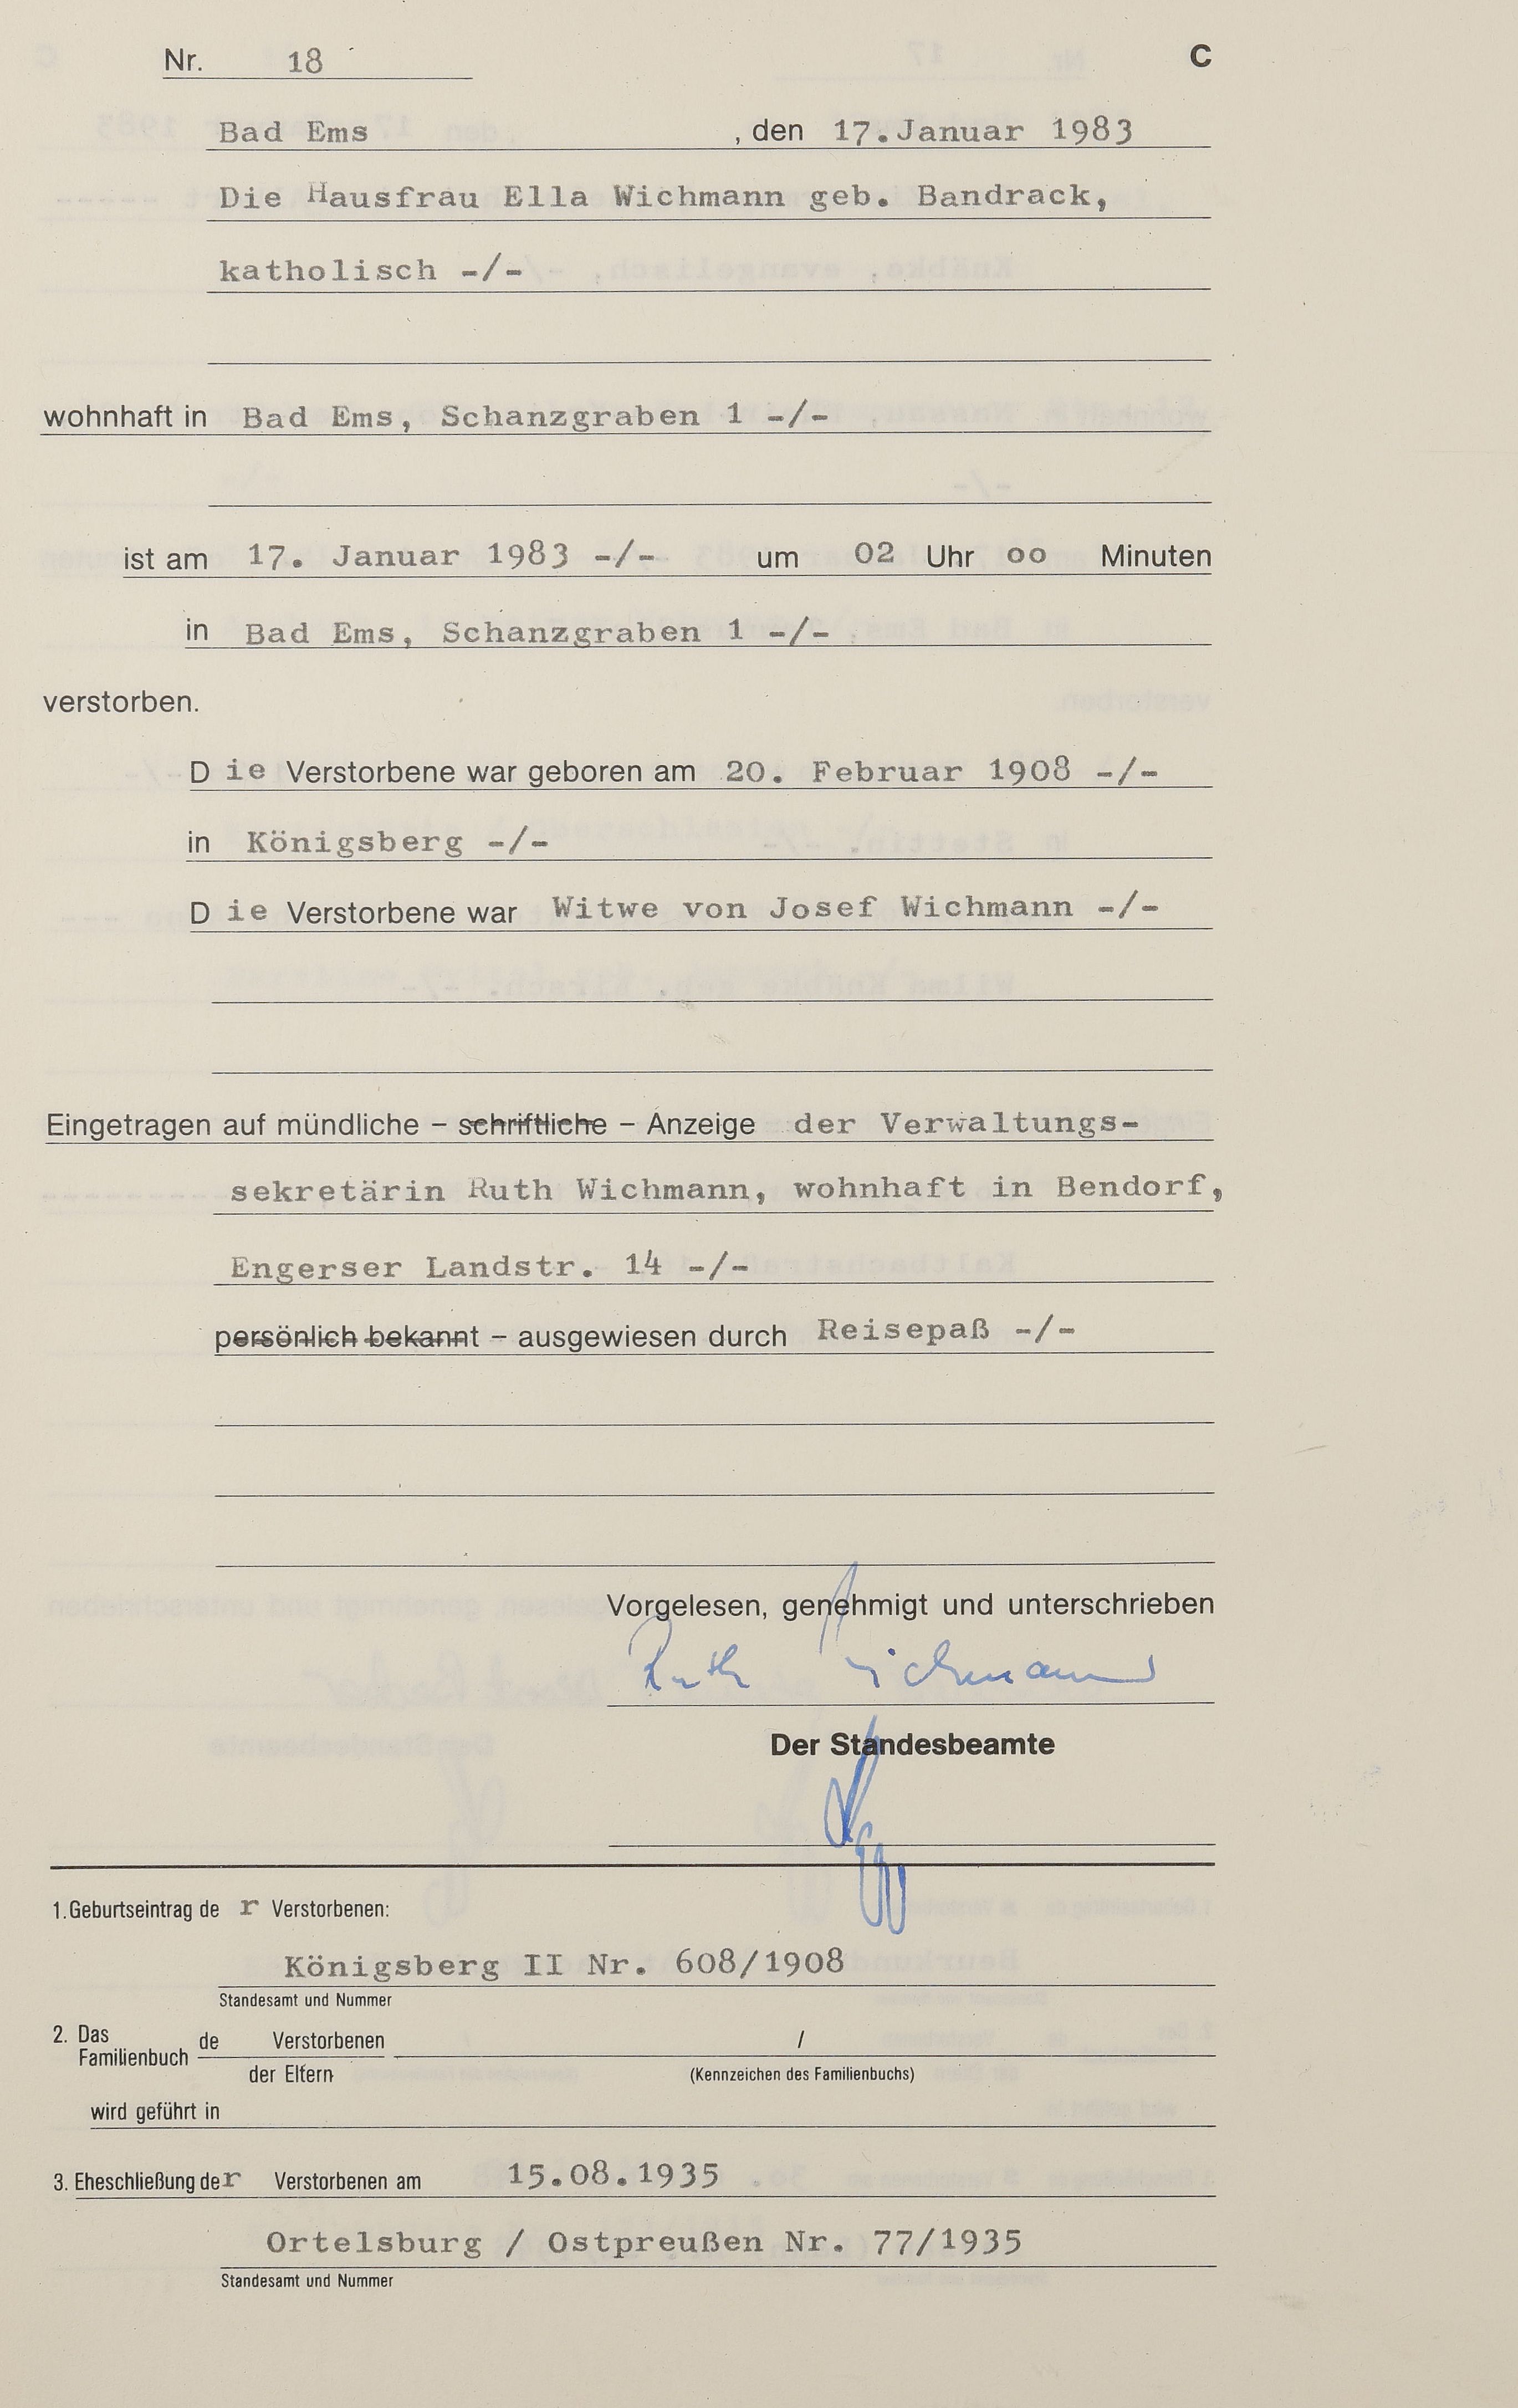 Nr. 18 C
Bad Ems , den 17.Januar 1983
Die Hausfrau Ella Wichmann geb. Bandrack,
katholisch -/-
wohnhaft in Bad Ems, Schanzgraben 1 -/-
ist am 17. Januar 1983 -/- um 02 Uhr oo Minuten
in Bad Ems, Schanzgraben 1 -/-
verstorben.
D ie Verstorbene war geboren am 20. Februar 1908 -/-
in Königsberg -/-
D ie Verstorbene war Witwe von Josef Wichmann -/-
Eingetragen auf mündliche – schriftliche – Anzeige der Verwaltungs-
sekretärin Ruth Wichmann, wohnhaft in Bendorf,
Engerser Landstr. 14 -/-
persönlich bekannt – ausgewiesen durch Reisepaß -/-
Vorgelesen, genehmigt und unterschrieben
Ruth Wichmann
Der Standesbeamte
1. Geburtseintrag de r Verstorbenen:
Königsberg II Nr. 608/1908
Standesamt und Nummer
2. Das Familienbuch de Verstorbenen /
der Eltern (Kennzeichen des Familienbuchs)
wird geführt in
3. Eheschließung der Verstorbenen am 15.08.1935
Ortelsburg / Ostpreußen Nr. 77/1935
Standesamt und Nummer